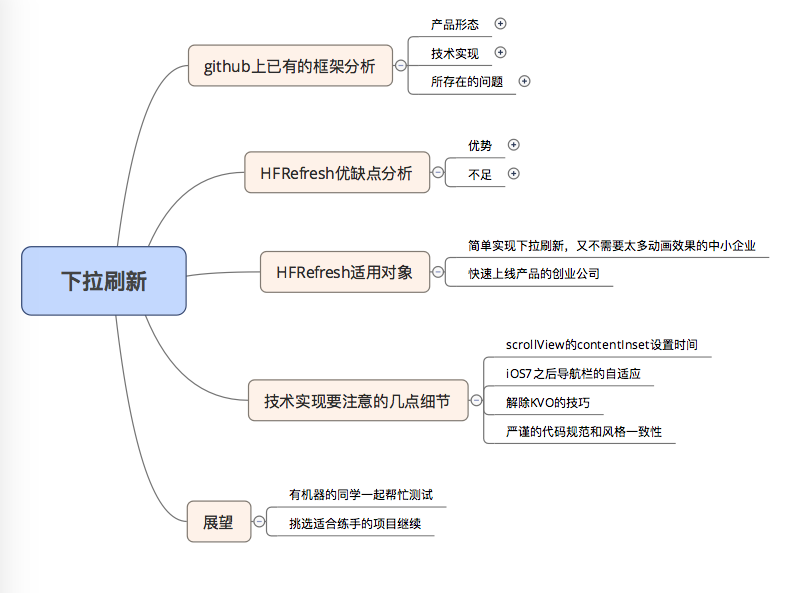 下拉刷新
github上已有的框架分析
产品形态
技术实现
所存在的问题
HFRefresh优缺点分析
优势
不足
HFRefresh适用对象
简单实现下拉刷新，又不需要太多动画效果的中小企业
快速上线产品的创业公司
技术实现要注意的几点细节
scrollView的contentInset设置时间
iOS7之后导航栏的自适应
解除KVO的技巧
严谨的代码规范和风格一致性
展望
有机器的同学一起帮忙测试
挑选适合练手的项目继续